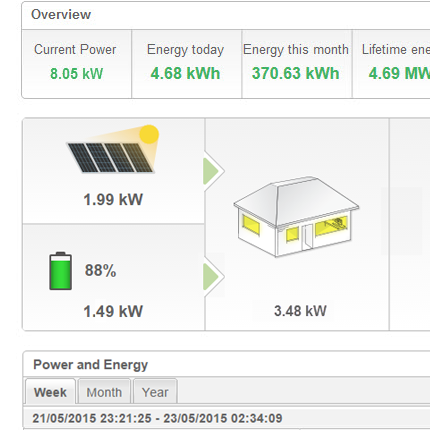 Overview
Current Power Energy today Energy this month Lifetime ene
8.05 kW 4.68 kWh 370.63 kWh 4.69 MW
1.99 kW
88%
1.49 kW 3.48 kW
Power and Energy
Week Month Year
21/05/2015 23:21:25 - 23/05/2015 02:34:09